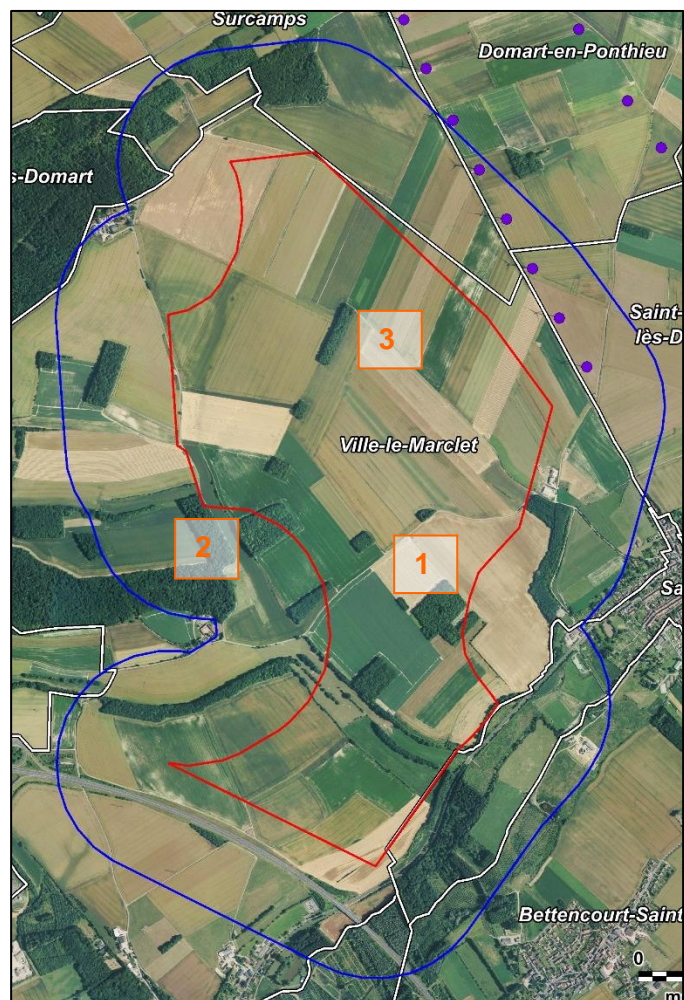 Surcamps
Domart-en-Ponthieu
s-Domart
Saint-
lès-D
3
Ville-le-Marclet
2
1
Sa
Bettencourt-Saint
0
m